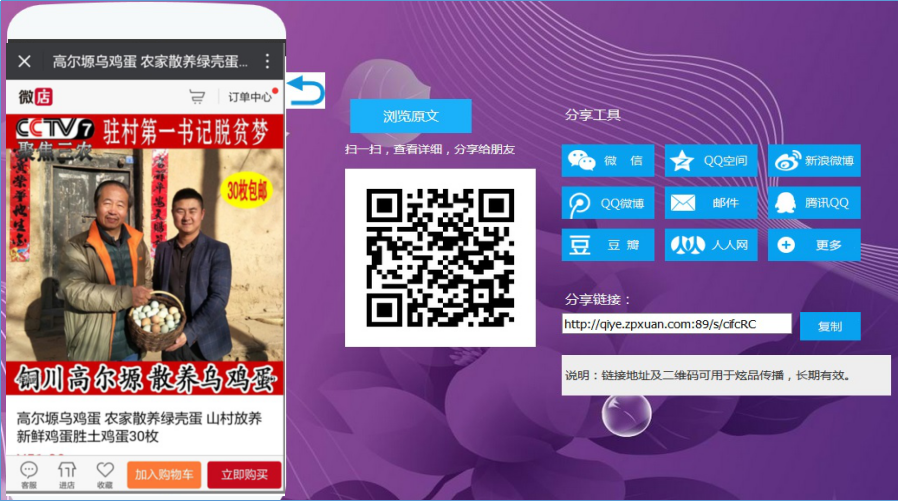 高尔塬乌鸡蛋 农家散养绿壳蛋...
微店
订单中心
CCTV 7 驻村第一书记脱贫梦
聚焦三农
30枚包邮
铜川高尔塬 散养乌鸡蛋
高尔塬乌鸡蛋 农家散养绿壳蛋 山村放养
新鲜鸡蛋胜土鸡蛋30枚
客服 进店 收藏 加入购物车 立即购买
浏览原文
扫一扫，查看详细，分享给朋友
分享工具
微 信 QQ空间 新浪微博
QQ微博 邮件 腾讯QQ
豆 豆 瓣 人人网 更多
分享链接：
http://qiye.zpxuan.com:89/s/cifcRC 复制
说明：链接地址及二维码可用于炫品传播，长期有效。